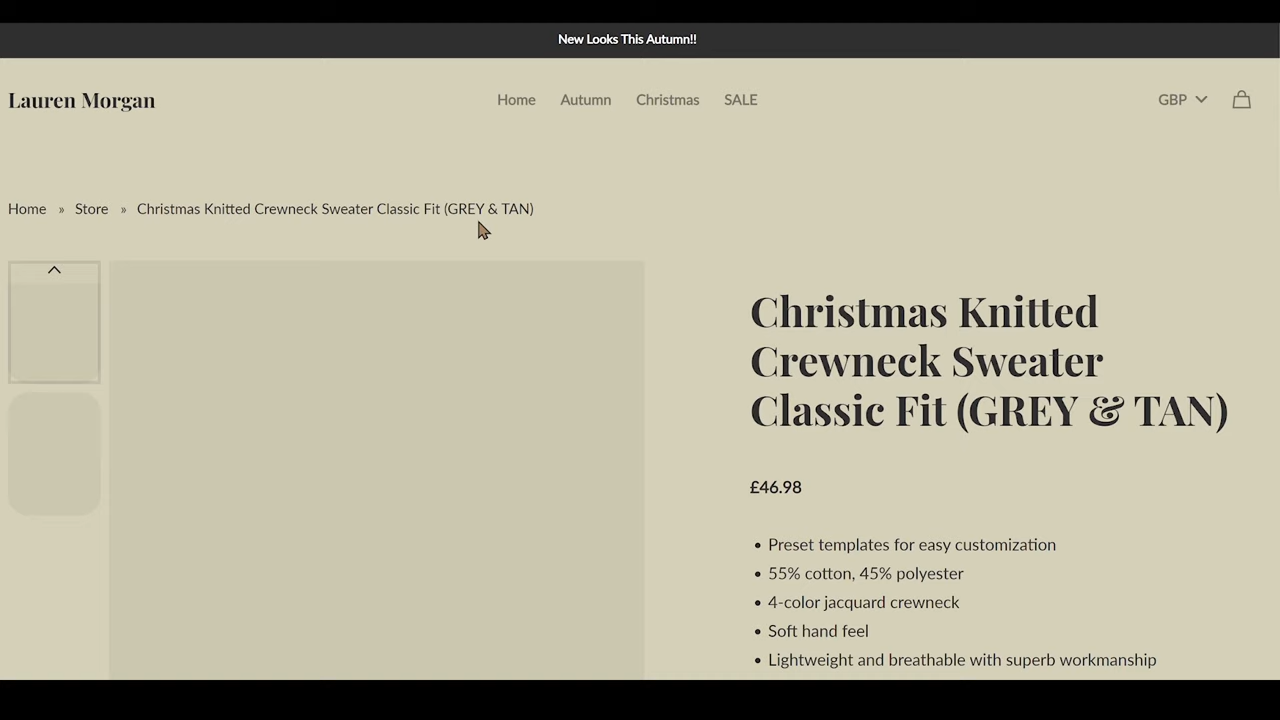 New Looks This Autumn!!
Lauren Morgan
Home Autumn Christmas SALE
GBP
Home » Store » Christmas Knitted Crewneck Sweater Classic Fit (GREY & TAN)
Christmas Knitted
Crewneck Sweater
Classic Fit (GREY & TAN)
£46.98
• Preset templates for easy customization
• 55% cotton, 45% polyester
• 4-color jacquard crewneck
• Soft hand feel
• Lightweight and breathable with superb workmanship